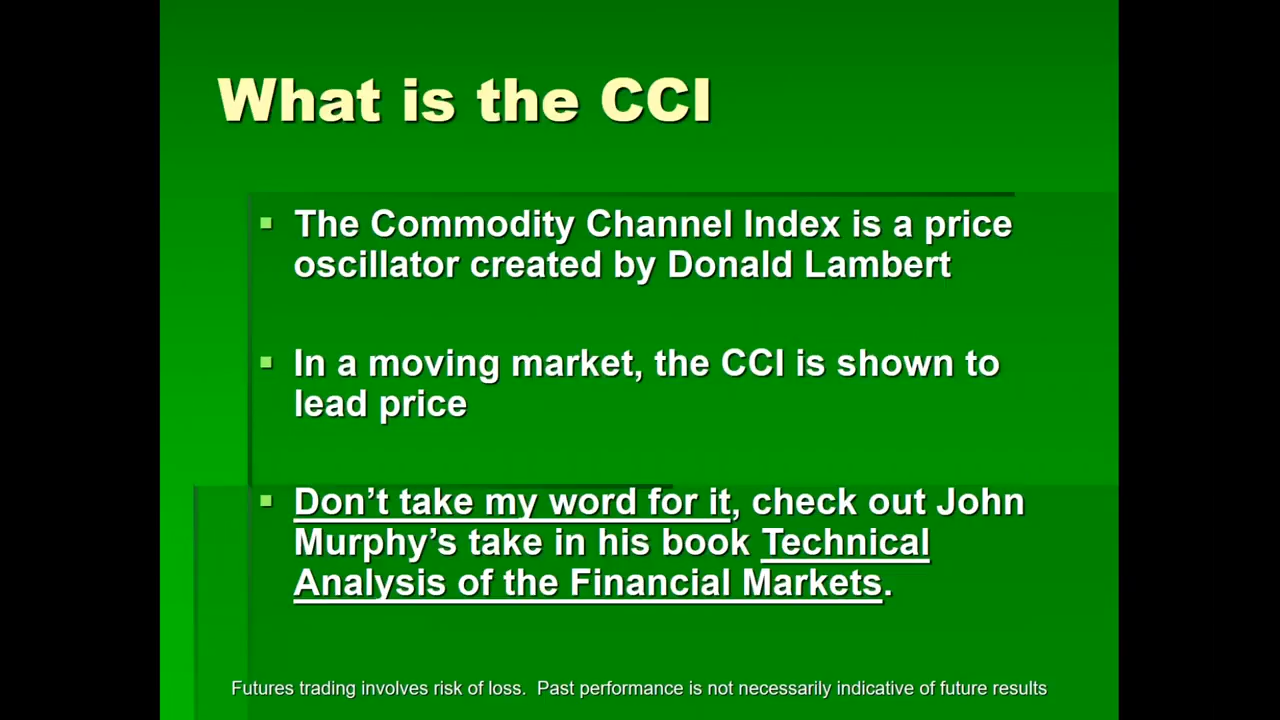 What is the CCI
The Commodity Channel Index is a price
oscillator created by Donald Lambert
In a moving market, the CCI is shown to
lead price
Don’t take my word for it, check out John
Murphy’s take in his book Technical
Analysis of the Financial Markets.
Futures trading involves risk of loss.  Past performance is not necessarily indicative of future results